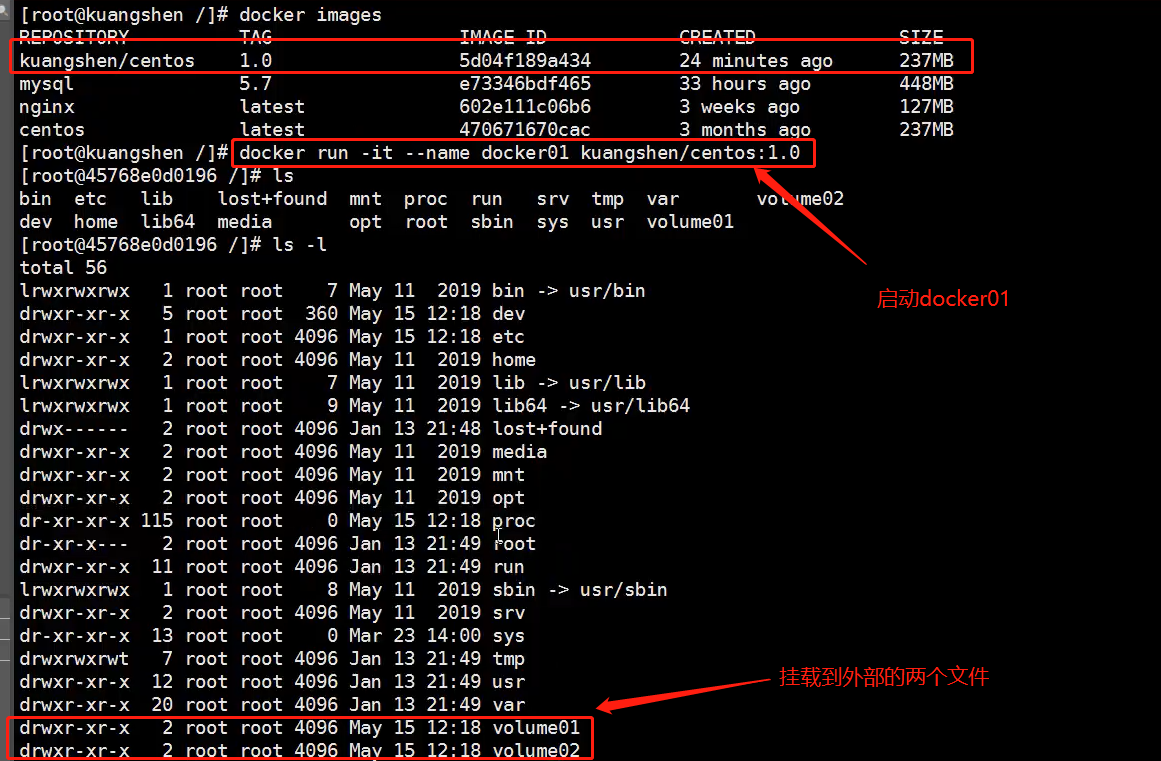 [root@kuangshen /]# docker images
REPOSITORY TAG IMAGE ID CREATED SIZE
kuangshen/centos 1.0 5d04f189a434 24 minutes ago 237MB
mysql 5.7 e73346bdf465 33 hours ago 448MB
nginx latest 602e111c06b6 3 weeks ago 127MB
centos latest 470671670cac 3 months ago 237MB
[root@kuangshen /]# docker run -it --name docker01 kuangshen/centos:1.0
[root@45768e0d0196 /]# ls
bin etc lib lost+found mnt proc run srv tmp var volume02
dev home lib64 media opt root sbin sys usr volume01
[root@45768e0d0196 /]# ls -l
total 56
lrwxrwxrwx 1 root root 7 May 11 2019 bin -> usr/bin
启动docker01
drwxr-xr-x 5 root root 360 May 15 12:18 dev
drwxr-xr-x 1 root root 4096 May 15 12:18 etc
drwxr-xr-x 2 root root 4096 May 11 2019 home
lrwxrwxrwx 1 root root 7 May 11 2019 lib -> usr/lib
lrwxrwxrwx 1 root root 9 May 11 2019 lib64 -> usr/lib64
drwx------ 2 root root 4096 Jan 13 21:48 lost+found
drwxr-xr-x 2 root root 4096 May 11 2019 media
drwxr-xr-x 2 root root 4096 May 11 2019 mnt
drwxr-xr-x 2 root root 4096 May 11 2019 opt
dr-xr-xr-x 115 root root 0 May 15 12:18 proc
dr-xr-x--- 2 root root 4096 Jan 13 21:49 root
drwxr-xr-x 11 root root 4096 Jan 13 21:49 run
lrwxrwxrwx 1 root root 8 May 11 2019 sbin -> usr/sbin
drwxr-xr-x 2 root root 4096 May 11 2019 srv
dr-xr-xr-x 13 root root 0 Mar 23 14:00 sys
drwxrwxrwt 7 root root 4096 Jan 13 21:49 tmp
drwxr-xr-x 12 root root 4096 Jan 13 21:49 usr
挂载到外部的两个文件
drwxr-xr-x 20 root root 4096 Jan 13 21:49 var
drwxr-xr-x 2 root root 4096 May 15 12:18 volume01
drwxr-xr-x 2 root root 4096 May 15 12:18 volume02